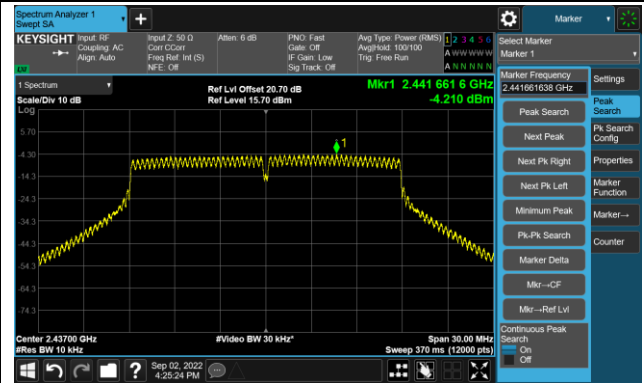 Spectrum Analyzer 1
Swept SA
Marker
KEYSIGHT
Input: RF
Coupling: AC
Align: Auto
Input Z: 50 Ω
Corr CCorr
Freq Ref: Int (S)
NFE: Off
Atten: 6 dB
PNO: Fast
Gate: Off
IF Gain: Low
Sig Track: Off
Avg Type: Power (RMS)
Avg|Hold: 100/100
Trig: Free Run
1 2 3 4 5 6
A W W W W W
A N N N N N
Select Marker
Marker 1
1 Spectrum
Scale/Div 10 dB
Log
Ref Lvl Offset 20.70 dB
Ref Level 15.70 dBm
Mkr1 2.441 661 6 GHz
-4.210 dBm
5.70
-4.30
-14.3
-24.3
-34.3
-44.3
-54.3
-64.3
-74.3
1
Center 2.43700 GHz
#Res BW 10 kHz
#Video BW 30 kHz*
Span 30.00 MHz
Sweep 370 ms (12000 pts)
Marker Frequency
2.441661638 GHz
Peak Search
Next Peak
Next Pk Right
Next Pk Left
Minimum Peak
Pk-Pk Search
Marker Delta
Mkr→CF
Mkr→Ref Lvl
Continuous Peak
Search
On
Off
Settings
Peak
Search
Pk Search
Config
Properties
Marker
Function
Marker→
Counter
Sep 02, 2022
4:25:24 PM